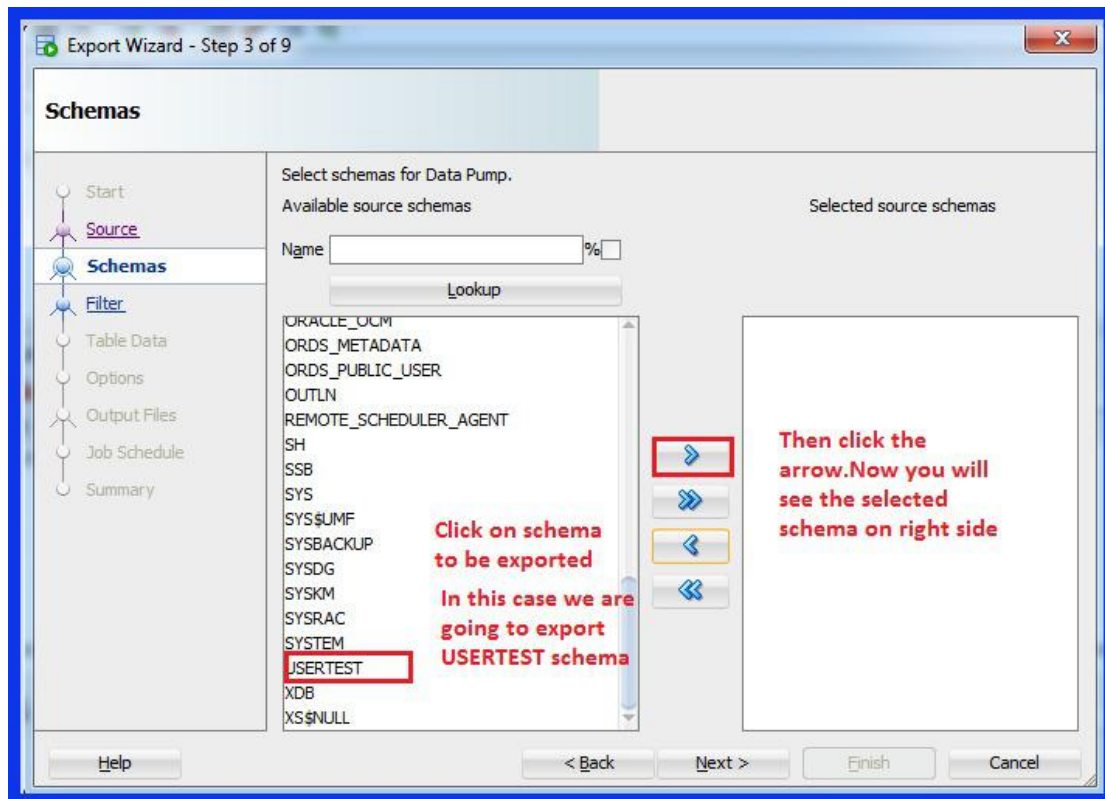 Export Wizard - Step 3 of 9
Schemas
Start
Source
Schemas
Filter
Table Data
Options
Output Files
Job Schedule
Summary
Select schemas for Data Pump.
Available source schemas
Selected source schemas
Name
%
Lookup
ORACLE_OCM
ORDS_METADATA
ORDS_PUBLIC_USER
OUTLN
REMOTE_SCHEDULER_AGENT
SH
SSB
SYS
SYS$UMF
SYSBACKUP
SYSDG
SYSKM
SYSRAC
SYSTEM
USERTEST
XDB
XS$NULL
Click on schema
to be exported
In this case we are
going to export
USERTEST schema
Then click the
arrow.Now you will
see the selected
schema on right side
Help
< Back
Next >
Finish
Cancel